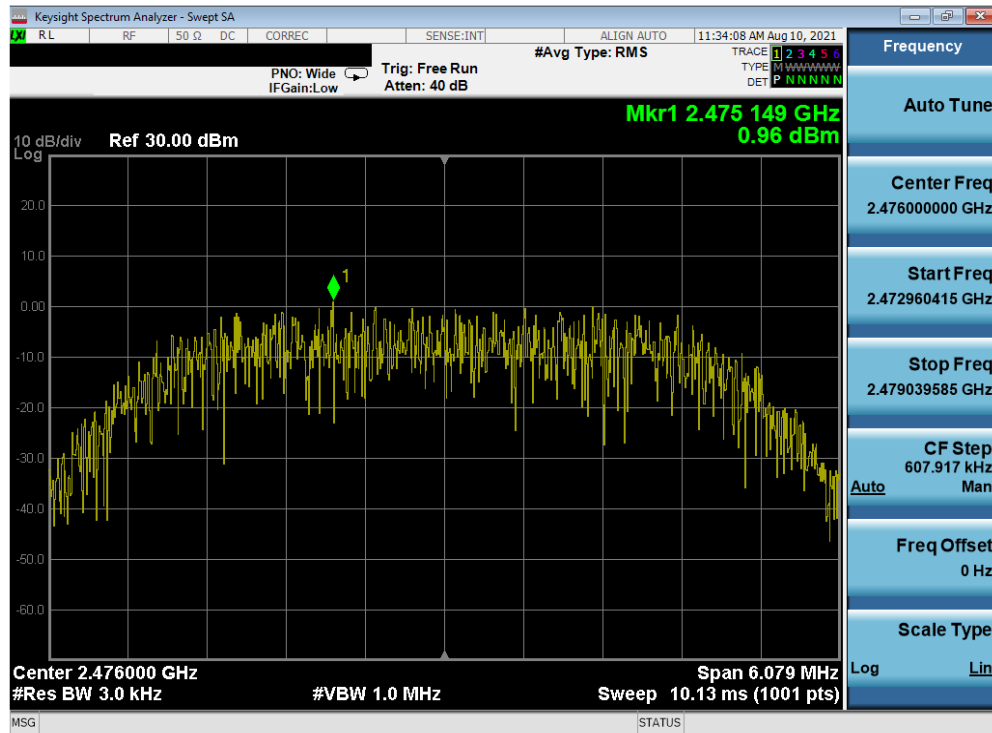 Keysight Spectrum Analyzer - Swept SA
LXI RL RF 50 Ω DC CORREC SENSE:INT ALIGN AUTO 11:34:08 AM Aug 10, 2021
#Avg Type: RMS TRACE 1 2 3 4 5 6
PNO: Wide Trig: Free Run TYPE M WWWWW
IFGain:Low Atten: 40 dB DET P N N N N N
Mkr1 2.475 149 GHz
0.96 dBm
10 dB/div Ref 30.00 dBm
Log
20.0
10.0
1
0.00
-10.0
-20.0
-30.0
-40.0
-50.0
-60.0
Center 2.476000 GHz Span 6.079 MHz
#Res BW 3.0 kHz #VBW 1.0 MHz Sweep 10.13 ms (1001 pts)
MSG STATUS
Frequency
Auto Tune
Center Freq
2.476000000 GHz
Start Freq
2.472960415 GHz
Stop Freq
2.479039585 GHz
CF Step
607.917 kHz
Auto Man
Freq Offset
0 Hz
Scale Type
Log Lin